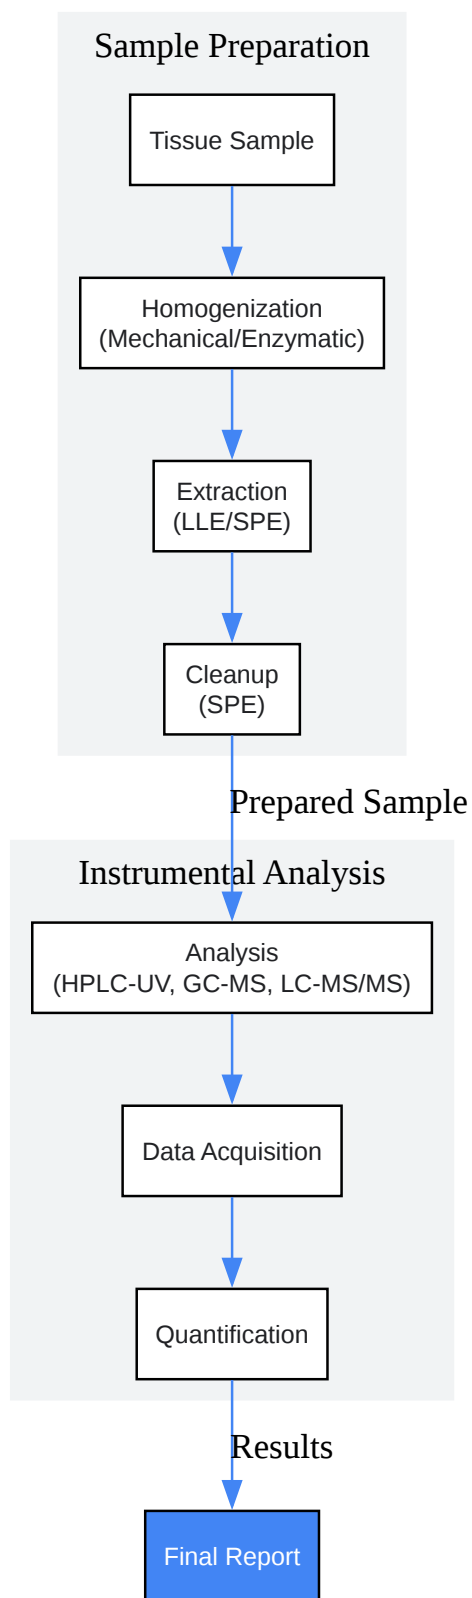 Sample Preparation
Tissue Sample
Homogenization
(Mechanical/Enzymatic)
Extraction
(LLE/SPE)
Cleanup
(SPE)
Prepared Sample
Instrumental Analysis
Analysis
(HPLC-UV, GC-MS, LC-MS/MS)
Data Acquisition
Quantification
Results
Final Report